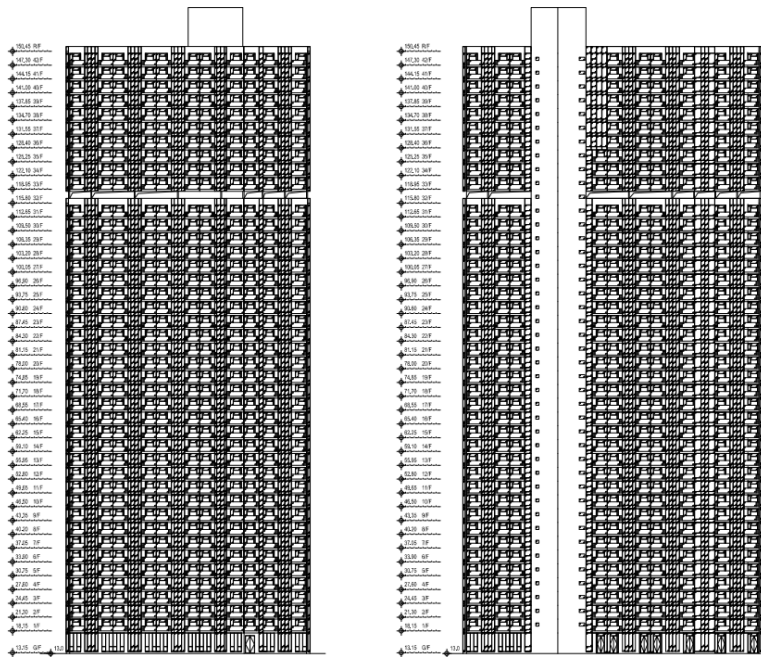 150,45 R/F
147,30 42/F
144,15 41/F
141,00 40/F
137,85 39/F
134,70 38/F
131,55 37/F
128,40 36/F
125,25 35/F
122,10 34/F
118,95 33/F
115,80 32/F
112,65 31/F
109,50 30/F
106,35 29/F
103,20 28/F
100,05 27/F
96,90 26/F
93,75 25/F
90,60 24/F
87,45 23/F
84,30 22/F
81,15 21/F
78,00 20/F
74,85 19/F
71,70 18/F
68,55 17/F
65,40 16/F
62,25 15/F
59,10 14/F
55,95 13/F
52,80 12/F
49,65 11/F
46,50 10/F
43,35 9/F
40,20 8/F
37,05 7/F
33,90 6/F
30,75 5/F
27,60 4/F
24,45 3/F
21,30 2/F
18,15 1/F
13,15 G/F 13,0
150,45 R/F
147,30 42/F
144,15 41/F
141,00 40/F
137,85 39/F
134,70 38/F
131,55 37/F
128,40 36/F
125,25 35/F
122,10 34/F
118,95 33/F
115,80 32/F
112,65 31/F
109,50 30/F
106,35 29/F
103,20 28/F
100,05 27/F
96,90 26/F
93,75 25/F
90,60 24/F
87,45 23/F
84,30 22/F
81,15 21/F
78,00 20/F
74,85 19/F
71,70 18/F
68,55 17/F
65,40 16/F
62,25 15/F
59,10 14/F
55,95 13/F
52,80 12/F
49,65 11/F
46,50 10/F
43,35 9/F
40,20 8/F
37,05 7/F
33,90 6/F
30,75 5/F
27,60 4/F
24,45 3/F
21,30 2/F
18,15 1/F
13,15 G/F 13,0